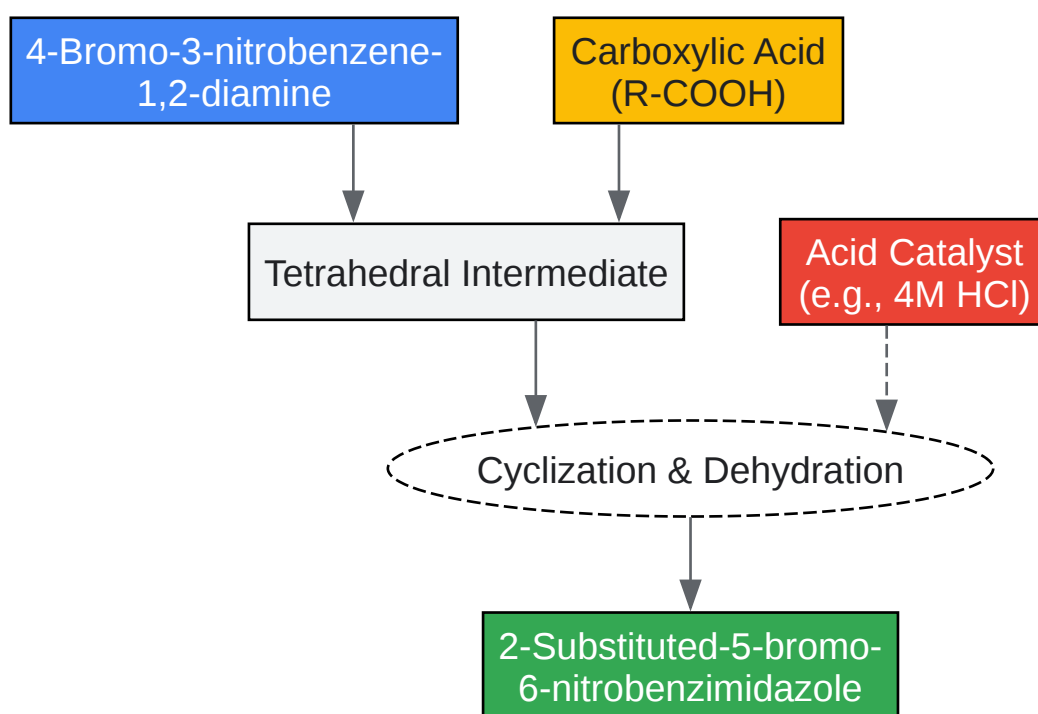 4-Bromo-3-nitrobenzene-
1,2-diamine
Carboxylic Acid
(R-COOH)
Tetrahedral Intermediate
Acid Catalyst
(e.g., 4M HCl)
Cyclization & Dehydration
2-Substituted-5-bromo-
6-nitrobenzimidazole